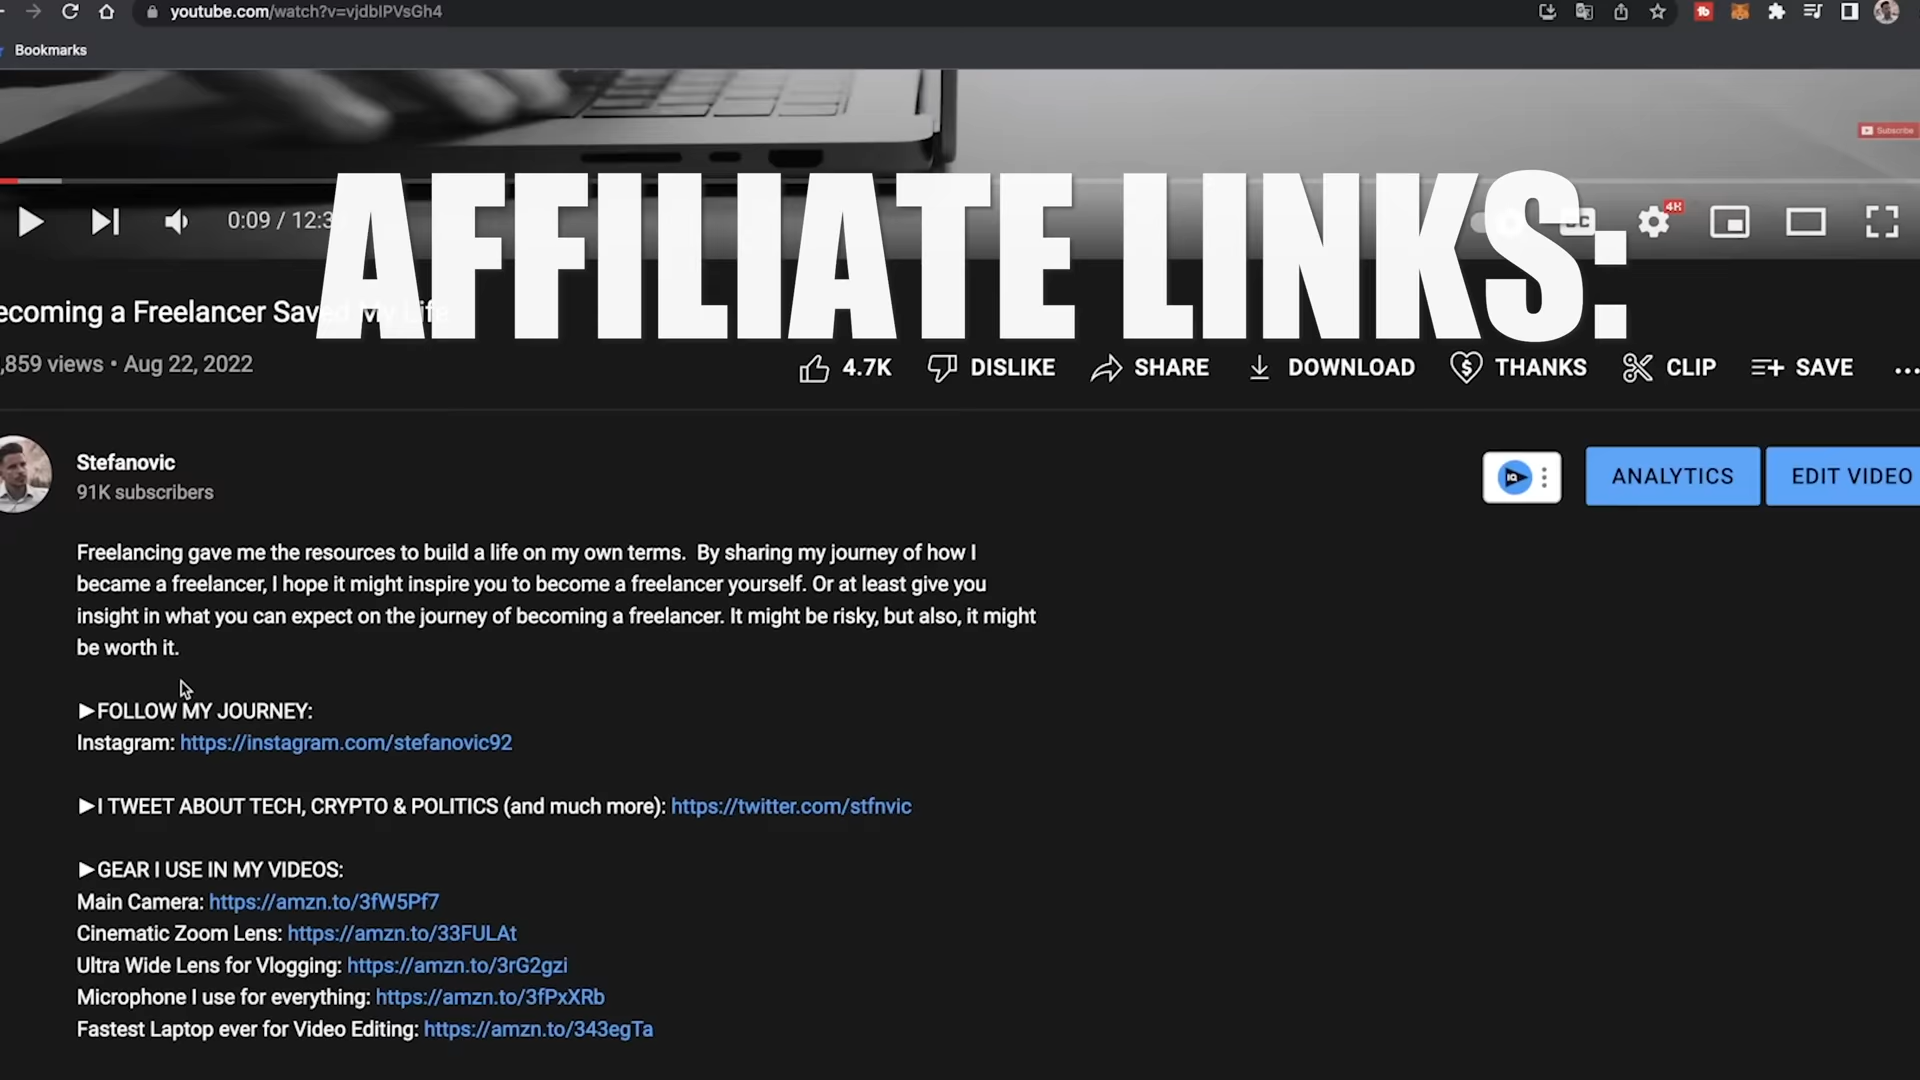 youtube.com/watch?v=vjdbIPVsGh4
Bookmarks
Subscribe
0:09 / 12:3
4K
AFFILIATE LINKS:
ecoming a Freelancer Saved My Life
,859 views • Aug 22, 2022
4.7K DISLIKE SHARE DOWNLOAD THANKS CLIP SAVE ...
Stefanovic
91K subscribers
IQ
ANALYTICS
EDIT VIDEO
Freelancing gave me the resources to build a life on my own terms. By sharing my journey of how I
became a freelancer, I hope it might inspire you to become a freelancer yourself. Or at least give you
insight in what you can expect on the journey of becoming a freelancer. It might be risky, but also, it might
be worth it.
►FOLLOW MY JOURNEY:
Instagram: https://instagram.com/stefanovic92
►I TWEET ABOUT TECH, CRYPTO & POLITICS (and much more): https://twitter.com/stfnvic
►GEAR I USE IN MY VIDEOS:
Main Camera: https://amzn.to/3fW5Pf7
Cinematic Zoom Lens: https://amzn.to/33FULAt
Ultra Wide Lens for Vlogging: https://amzn.to/3rG2gzi
Microphone I use for everything: https://amzn.to/3fPxXRb
Fastest Laptop ever for Video Editing: https://amzn.to/343egTa